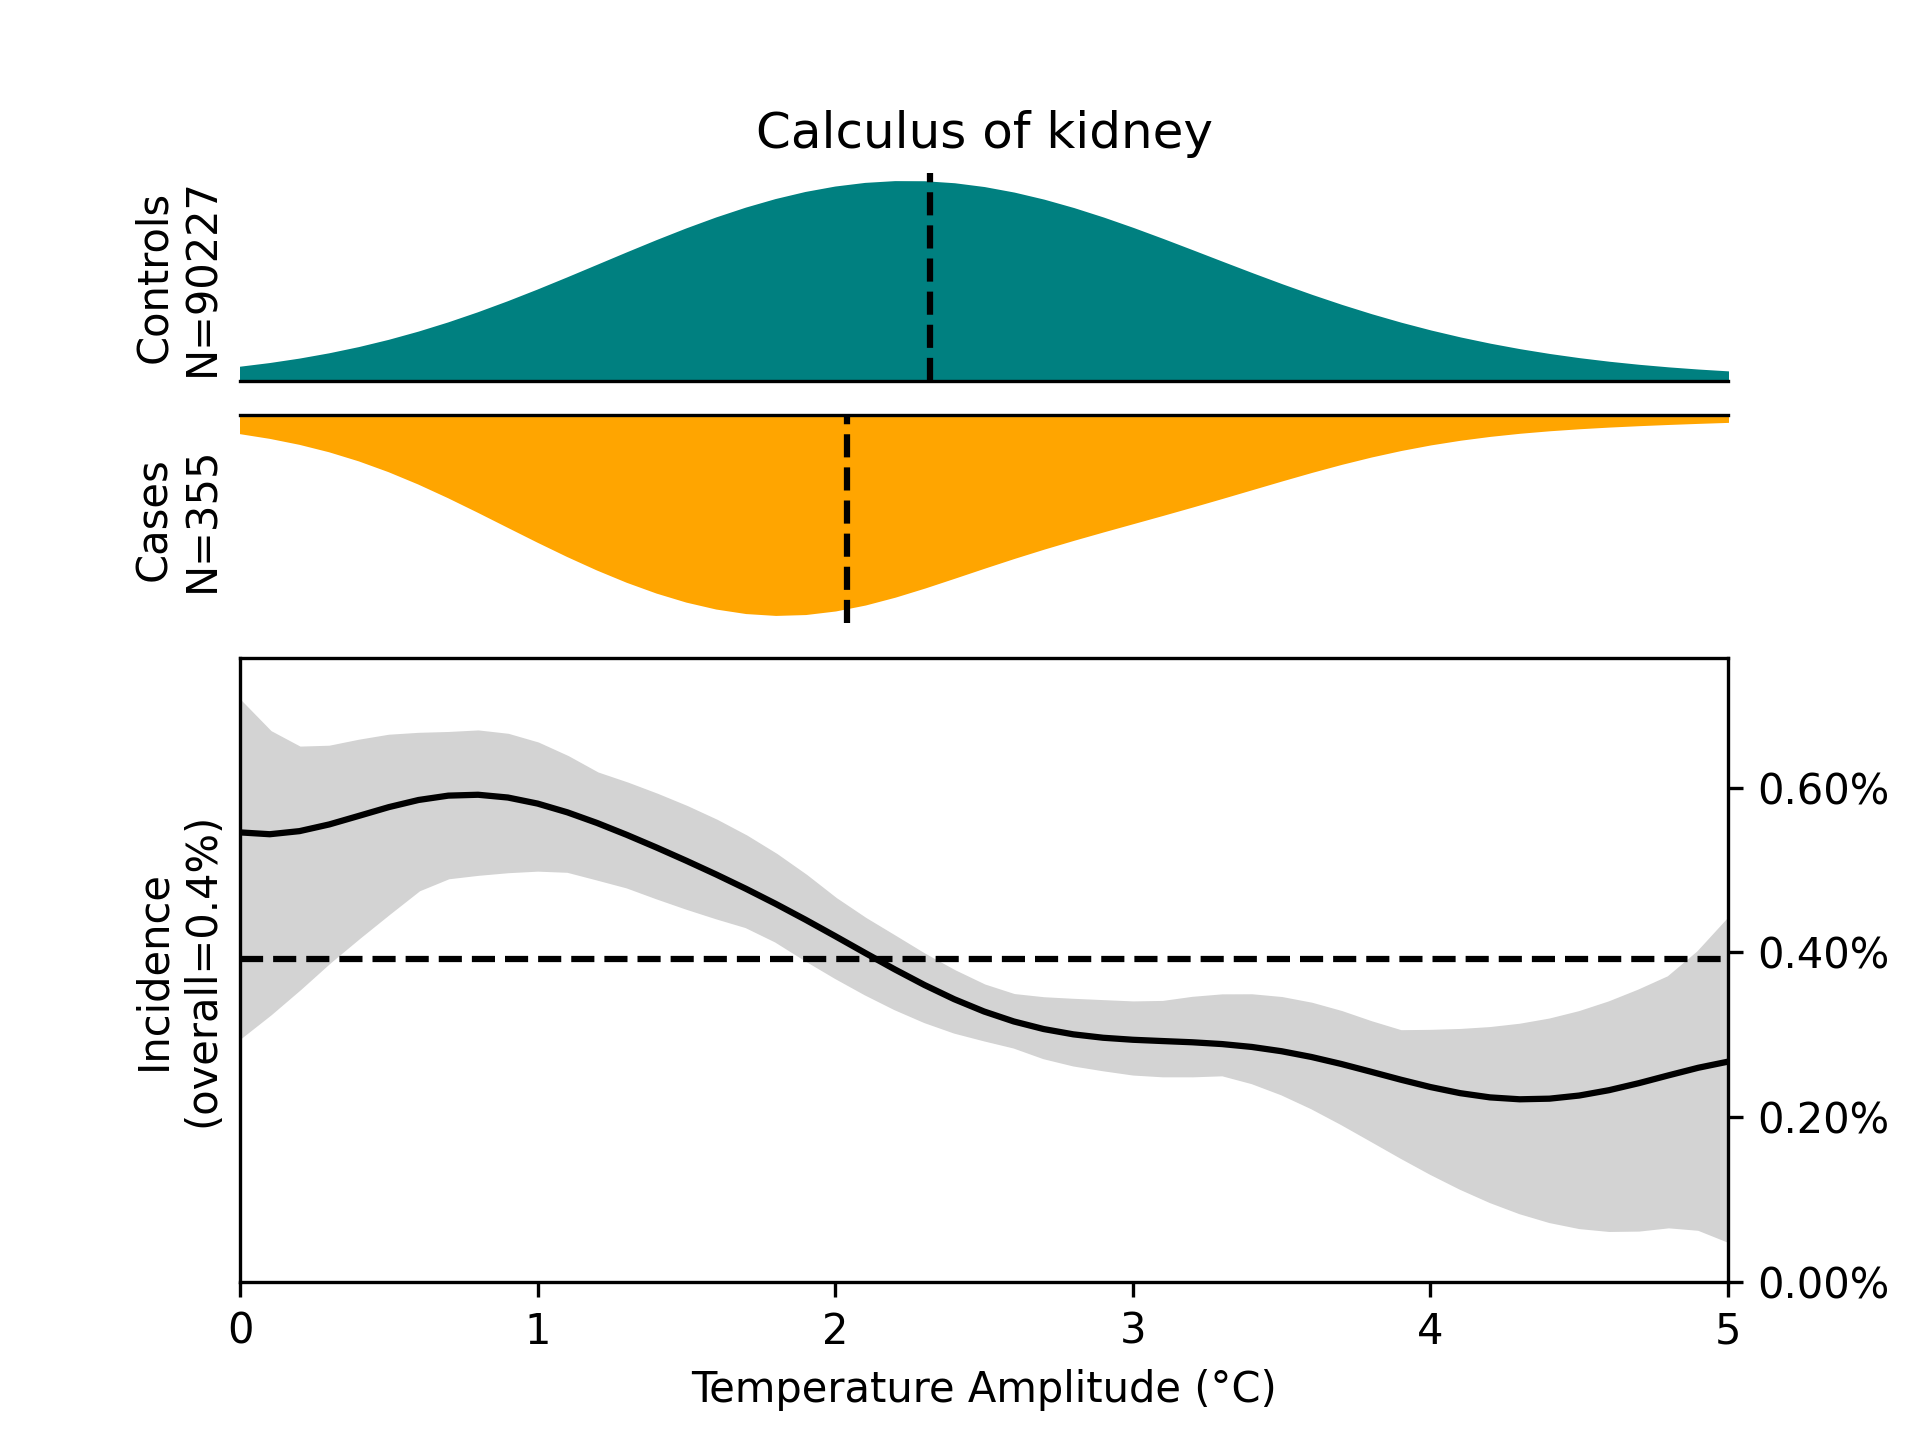 Calculus of kidney
Controls
N=90227
Cases
N=355
Incidence
(overall=0.4%)
0.60%
0.40%
0.20%
0.00%
0 1 2 3 4 5
Temperature Amplitude (°C)